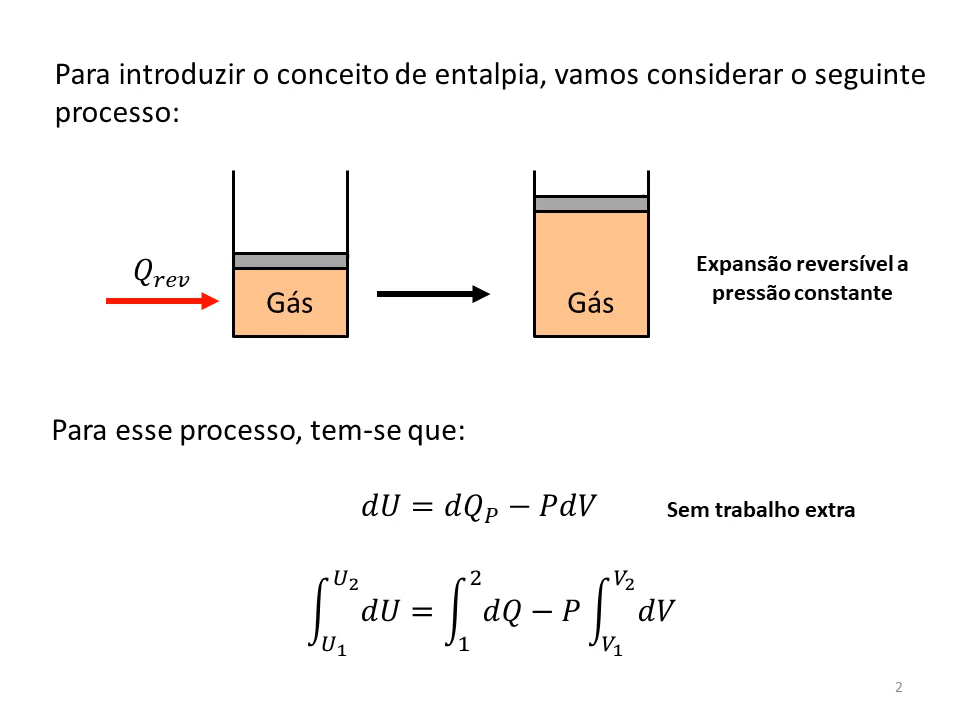 Para introduzir o conceito de entalpia, vamos considerar o seguinte
processo:
Q_rev
Gás
Gás
Expansão reversível a
pressão constante
Para esse processo, tem-se que:
dU = dQ_P − PdV
Sem trabalho extra
∫_{U_1}^{U_2} dU = ∫_1^2 dQ − P ∫_{V_1}^{V_2} dV
2